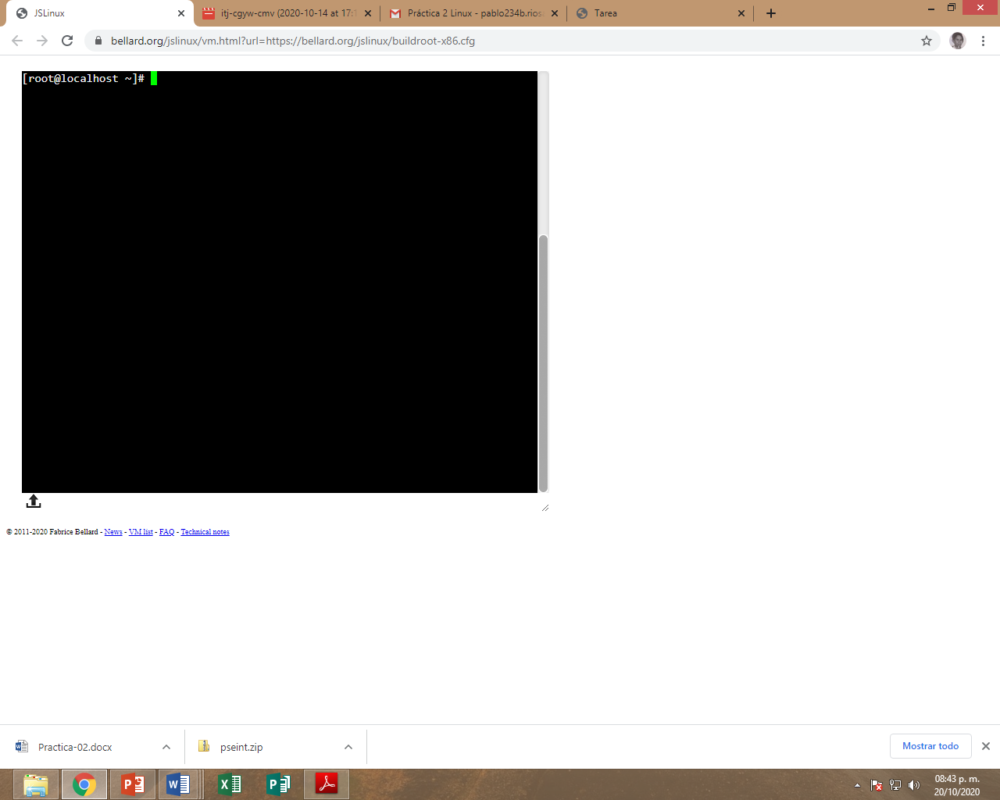 JSLinux
itj-cgyw-cmv (2020-10-14 at 17:1
Práctica 2 Linux - pablo234b.rios
Tarea
bellard.org/jslinux/vm.html?url=https://bellard.org/jslinux/buildroot-x86.cfg
[root@localhost ~]#
© 2011-2020 Fabrice Bellard - News - VM list - FAQ - Technical notes
Practica-02.docx
pseint.zip
Mostrar todo
08:43 p. m.
20/10/2020